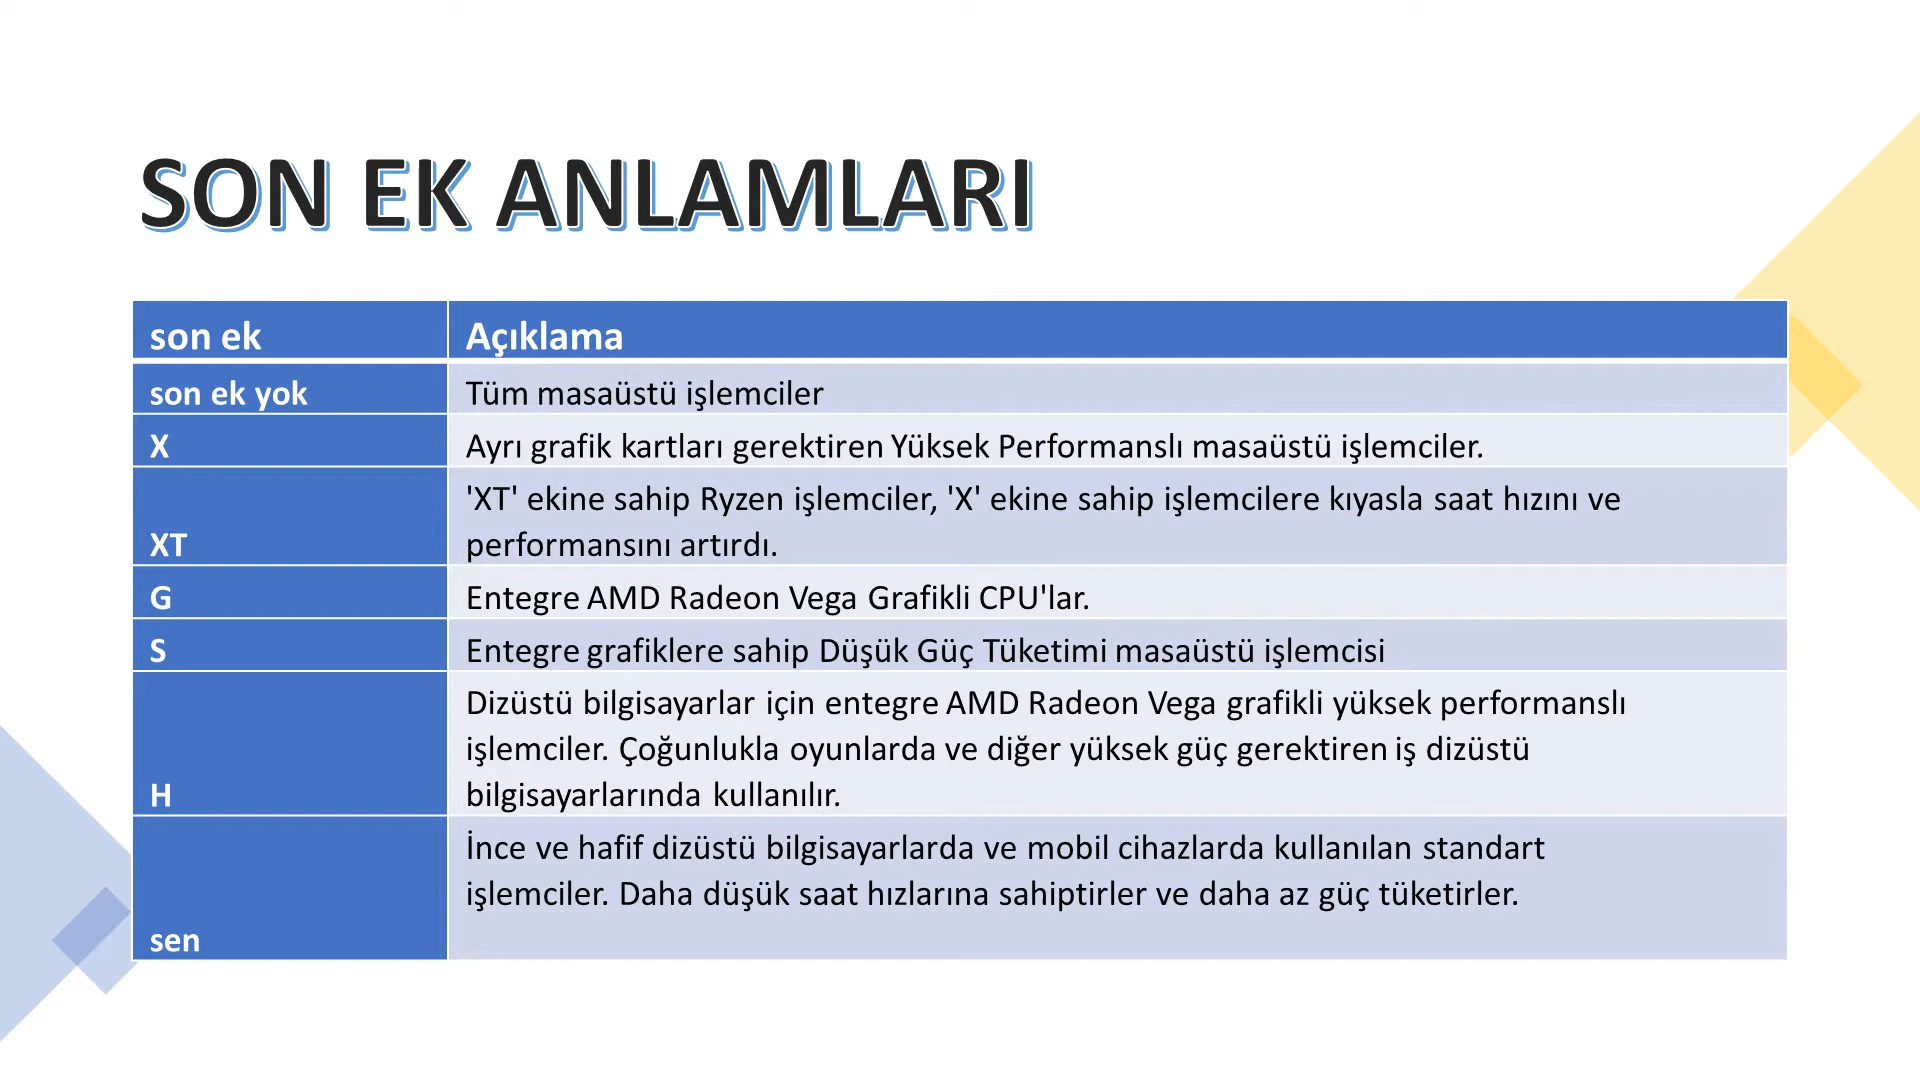 SON EK ANLAMLARI
son ek
Açıklama
son ek yok
Tüm masaüstü işlemciler
X
Ayrı grafik kartları gerektiren Yüksek Performanslı masaüstü işlemciler.
XT
'XT' ekine sahip Ryzen işlemciler, 'X' ekine sahip işlemcilere kıyasla saat hızını ve
performansını artırdı.
G
Entegre AMD Radeon Vega Grafikli CPU'lar.
S
Entegre grafiklere sahip Düşük Güç Tüketimi masaüstü işlemcisi
H
Dizüstü bilgisayarlar için entegre AMD Radeon Vega grafikli yüksek performanslı
işlemciler. Çoğunlukla oyunlarda ve diğer yüksek güç gerektiren iş dizüstü
bilgisayarlarında kullanılır.
sen
İnce ve hafif dizüstü bilgisayarlarda ve mobil cihazlarda kullanılan standart
işlemciler. Daha düşük saat hızlarına sahiptirler ve daha az güç tüketirler.